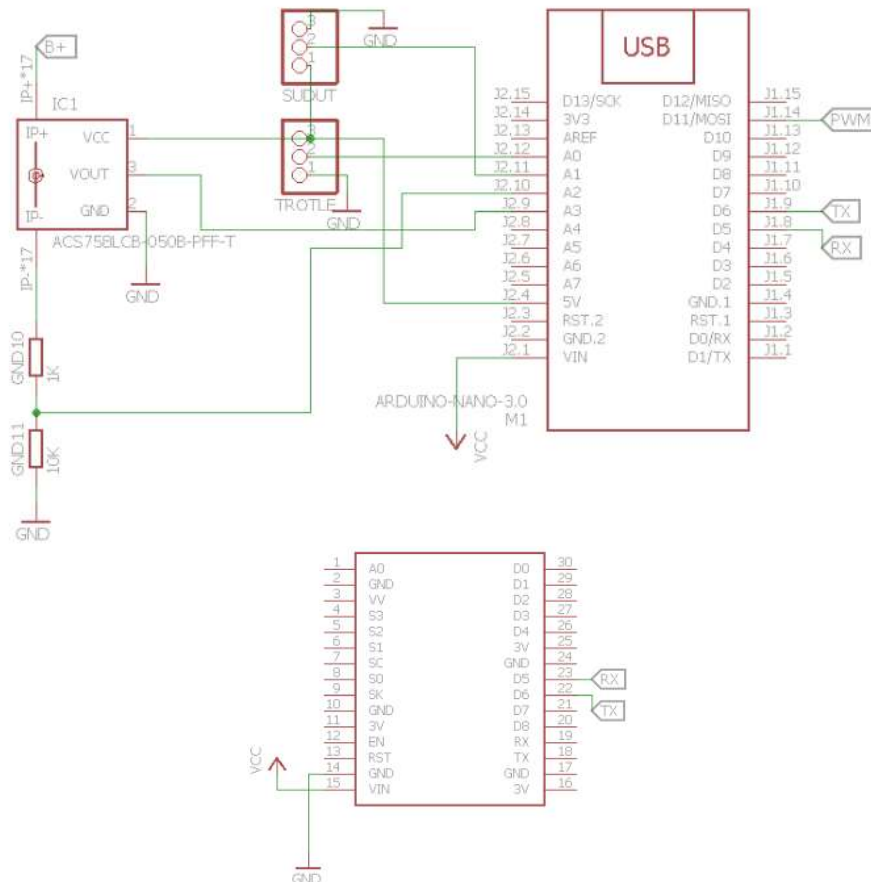 B+
IP+*17
IC1
IP+
IP-
VCC
VOUT
GND
1
3
2
ACS758LCB-050B-PFF-T
GND
IP-*17
GND10
1K
GND11
10K
GND
3
2
1
SUDUT
GND
3
2
1
TROTLE
GND
USB
J2.15 D13/SCK D12/MISO J1.15
J2.14 3V3 D11/MOSI J1.14 PWM
J2.13 AREF D10 J1.13
J2.12 A0 D9 J1.12
J2.11 A1 D8 J1.11
J2.10 A2 D7 J1.10
J2.9 A3 D6 J1.9 TX
J2.8 A4 D5 J1.8
J2.7 A5 D4 J1.7 RX
J2.6 A6 D3 J1.6
J2.5 A7 D2 J1.5
J2.4 5V GND.1 J1.4
J2.3 RST.2 RST.1 J1.3
J2.2 GND.2 D0/RX J1.2
J2.1 VIN D1/TX J1.1
ARDUINO-NANO-3.0
M1
VCC
1 A0 D0 30
2 GND D1 29
3 VV D2 28
4 S3 D3 27
5 S2 D4 26
6 S1 3V 25
7 SC GND 24
8 S0 D5 23 RX
9 SK D6 22
10 GND D7 21 TX
11 3V D8 20
12 EN RX 19
13 RST TX 18
14 GND GND 17
15 VIN 3V 16
VCC
GND